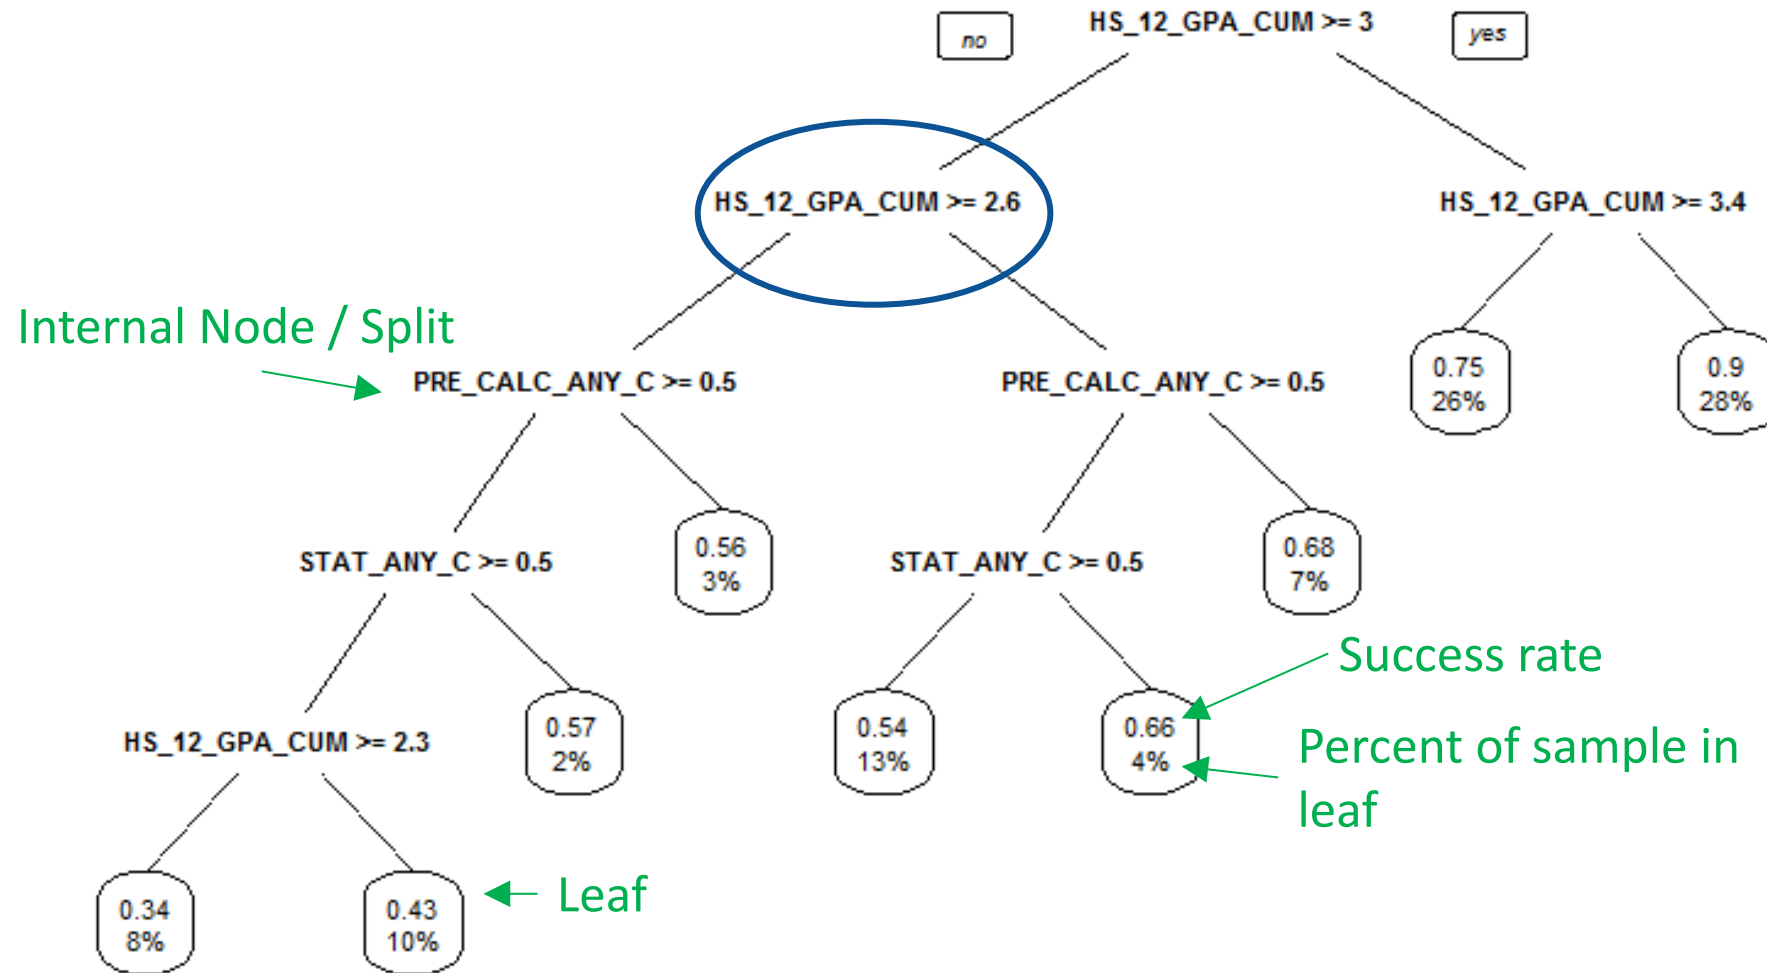 no
HS_12_GPA_CUM >= 3
yes
HS_12_GPA_CUM >= 2.6
HS_12_GPA_CUM >= 3.4
Internal Node / Split
PRE_CALC_ANY_C >= 0.5
PRE_CALC_ANY_C >= 0.5
0.75
26%
0.9
28%
STAT_ANY_C >= 0.5
0.56
3%
STAT_ANY_C >= 0.5
0.68
7%
Success rate
HS_12_GPA_CUM >= 2.3
0.57
2%
0.54
13%
0.66
4%
Percent of sample in
leaf
0.34
8%
0.43
10%
Leaf